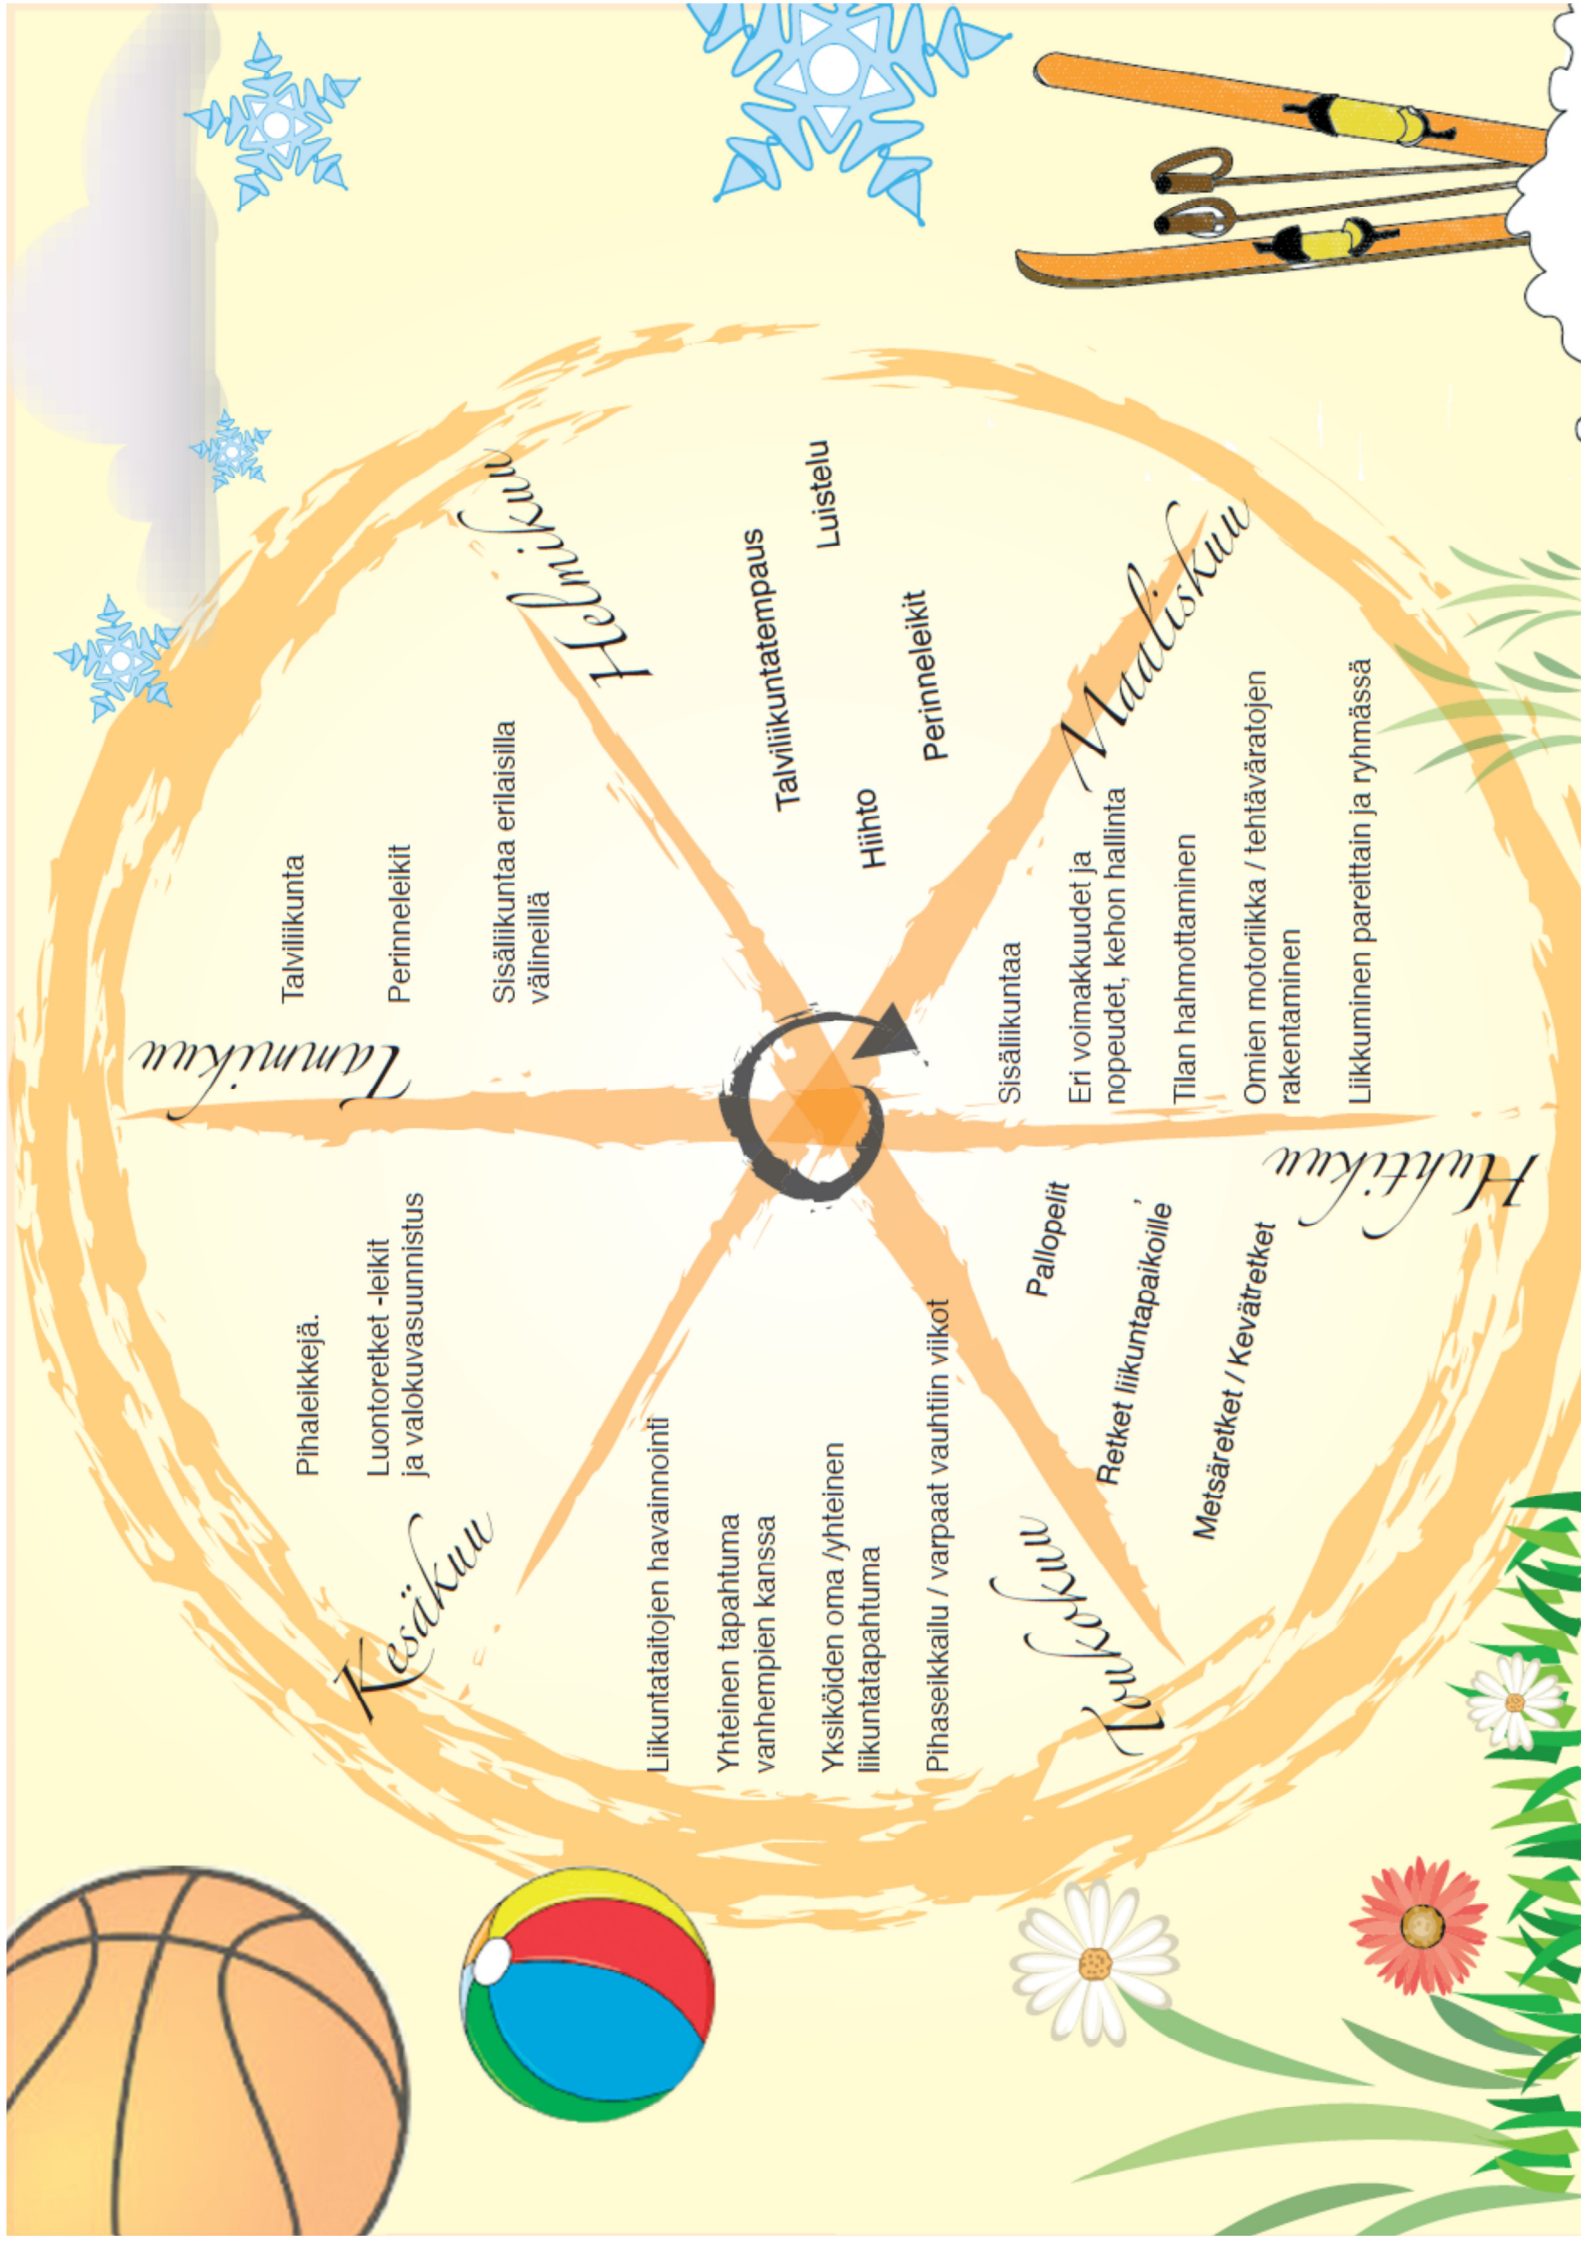 Tammikuu
Talviliikunta
Perinneleikit
Sisäliikuntaa erilaisilla
välineillä
Helmikuu
Talviliikuntatempaus
Luistelu
Hiihto
Perinneleikit
Maaliskuu
Sisäliikuntaa
Eri voimakkuudet ja
nopeudet, kehon hallinta
Tilan hahmottaminen
Omien motoriikka / tehtäväratojen
rakentaminen
Liikkuminen pareittain ja ryhmässä
Huhtikuu
Pallopelit
Retket liikuntapaikoille,
Metsäretket / Kevätretket
Toukokuu
Liikuntataitojen havainnointi
Yhteinen tapahtuma
vanhempien kanssa
Yksiköiden oma /yhteinen
liikuntatapahtuma
Pihaseikkailu / varpaat vauhtiin viikot
Kesäkuu
Pihaleikkejä.
Luontoretket -leikit
ja valokuvasuunnistus